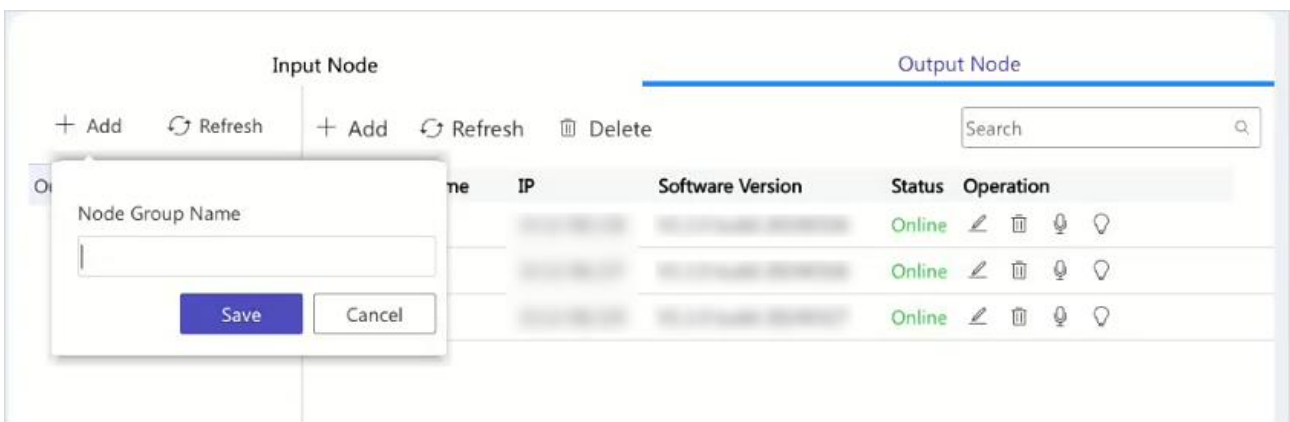 Input Node
Output Node
Add Refresh
Add Refresh Delete
Search
IP Software Version Status Operation
Node Group Name
Online
Online
Save Cancel
Online